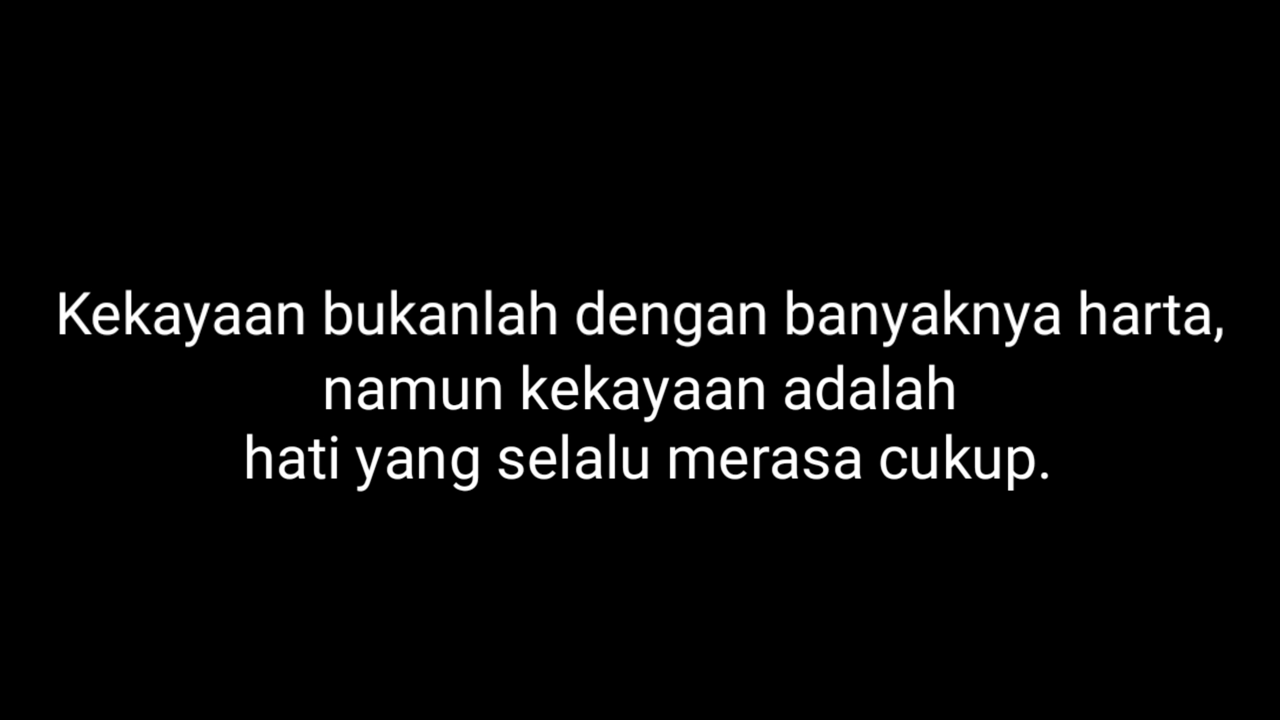 Kekayaan bukanlah dengan banyaknya harta,
namun kekayaan adalah
hati yang selalu merasa cukup.